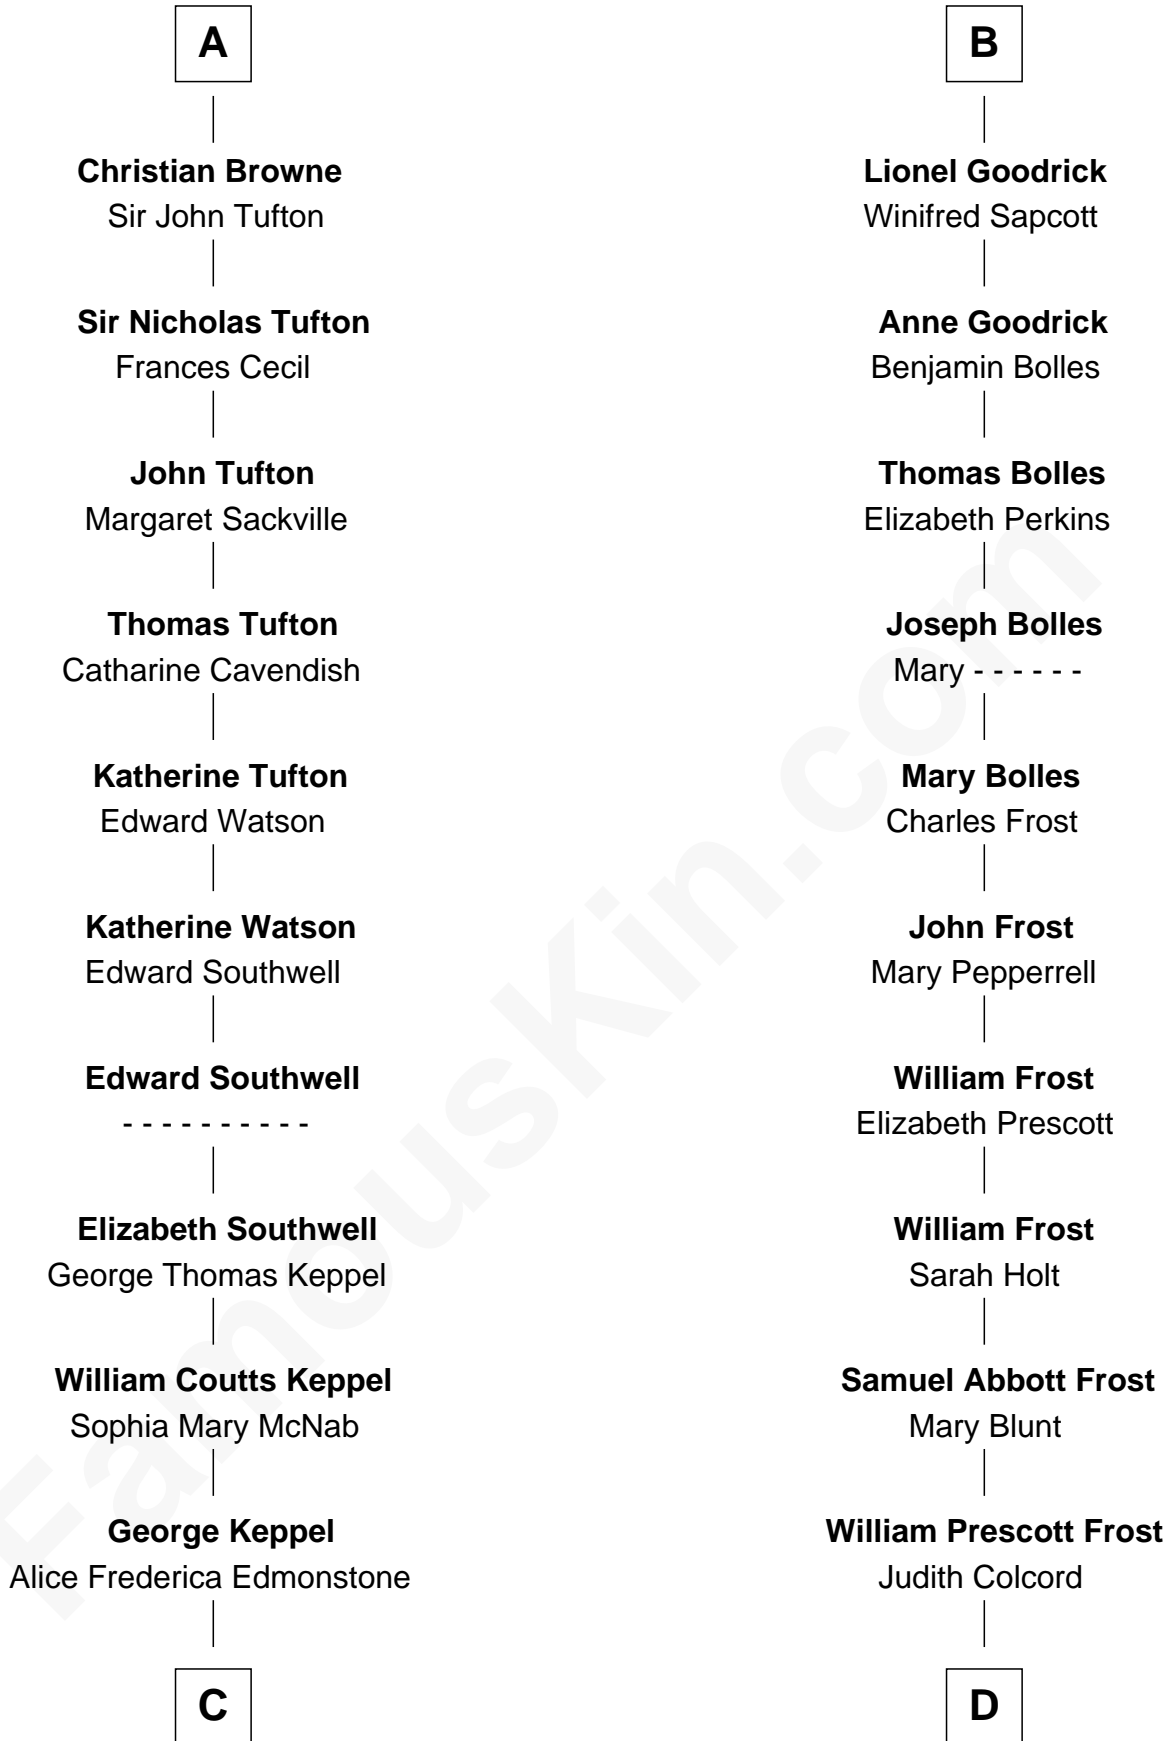 A
Christian Browne
Sir John Tufton
Sir Nicholas Tufton
Frances Cecil
John Tufton
Margaret Sackville
Thomas Tufton
Catharine Cavendish
Katherine Tufton
Edward Watson
Katherine Watson
Edward Southwell
Edward Southwell
- - - - - - - - - -
Elizabeth Southwell
George Thomas Keppel
William Coutts Keppel
Sophia Mary McNab
George Keppel
Alice Frederica Edmonstone
C
B
Lionel Goodrick
Winifred Sapcott
Anne Goodrick
Benjamin Bolles
Thomas Bolles
Elizabeth Perkins
Joseph Bolles
Mary - - - - - -
Mary Bolles
Charles Frost
John Frost
Mary Pepperrell
William Frost
Elizabeth Prescott
William Frost
Sarah Holt
Samuel Abbott Frost
Mary Blunt
William Prescott Frost
Judith Colcord
D
FamousKin.com